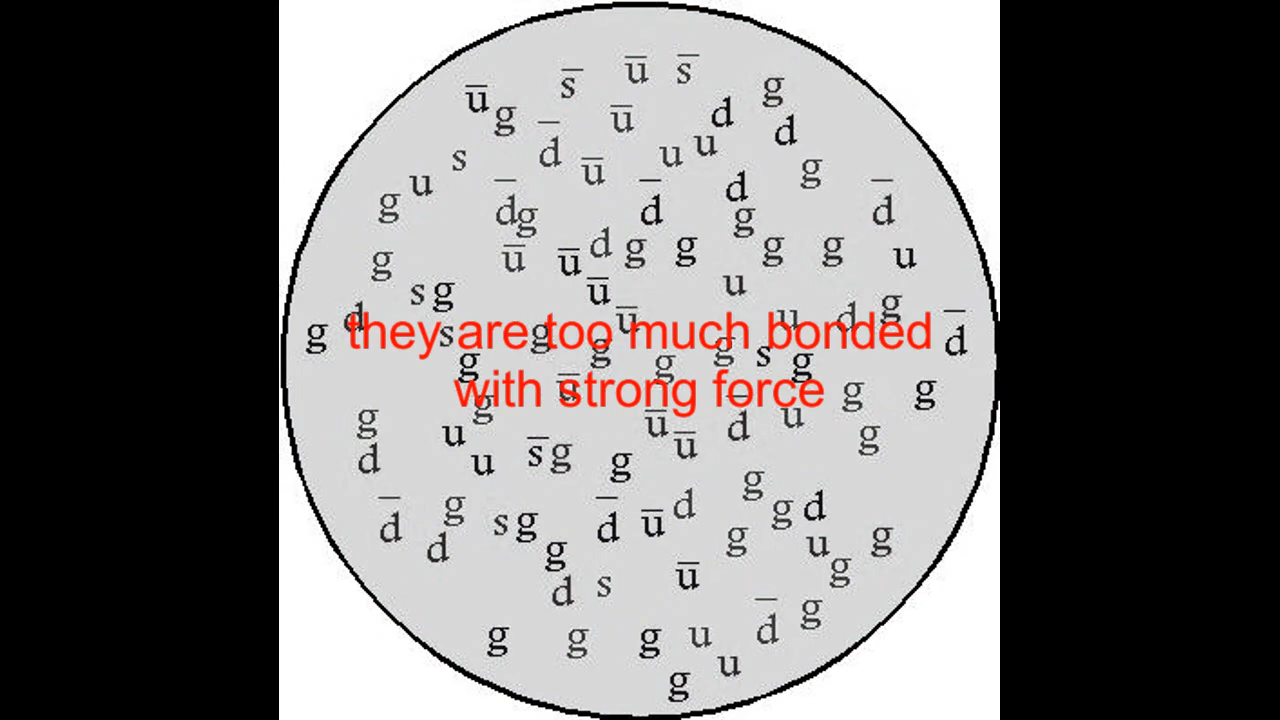 u̅ g s̅ u̅ s̅ g
d̅ u̅ d d
s u̅ u u g
g u d̅ g d̅ d g d̅
g u̅ u̅ d g g g g u
s g u̅ u
g d s g u̅ u d g d̅
they are too much bonded
g g g g s g
with strong force
u̅ g g
g g u̅ d̅ u g
d u u s̅ g g u̅
d̅ g s g d̅ u̅ d g g d
d g g u g
d s u̅ g
g g g u d̅ g
g u